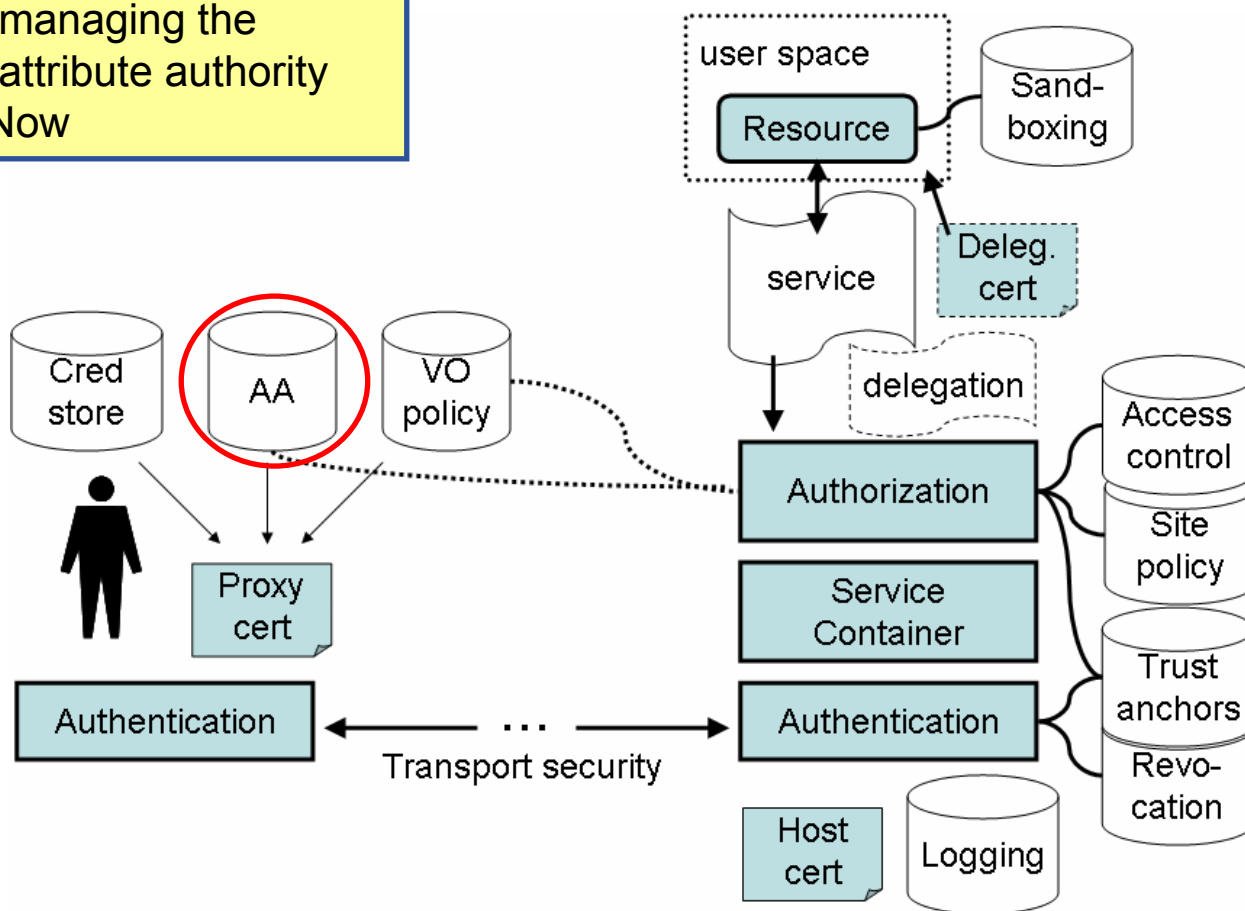 managing the
attribute authority
Now
user space
Resource
Sand-
boxing
service
Deleg.
cert
delegation
Cred
store
AA
VO
policy
Access
control
Authorization
Site
policy
Proxy
cert
Service
Container
Trust
anchors
Authentication
...
Authentication
Transport security
Revo-
cation
Host
cert
Logging